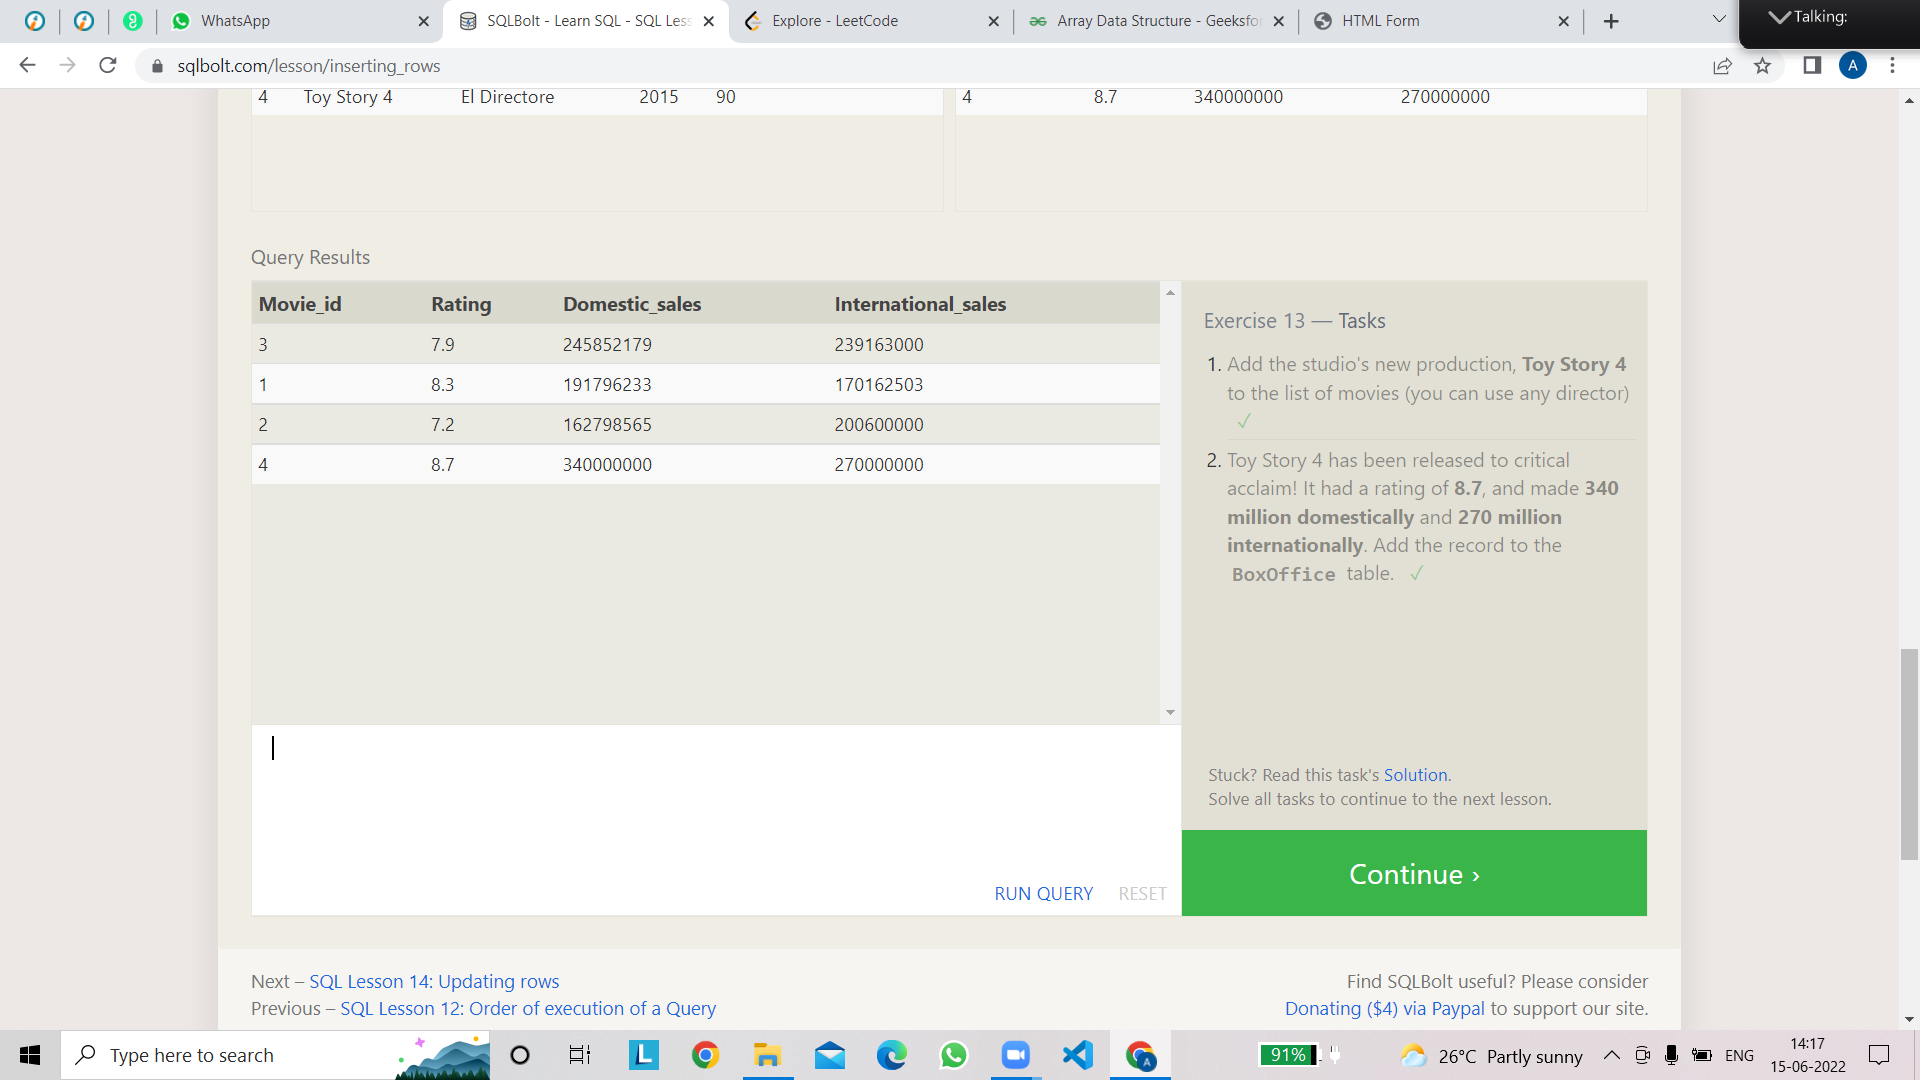 WhatsApp
SQLBolt - Learn SQL - SQL Less
Explore - LeetCode
Array Data Structure - Geeksfor
HTML Form
Talking:
sqlbolt.com/lesson/inserting_rows
A
4 Toy Story 4 El Directore 2015 90
4 8.7 340000000 270000000
Query Results
Movie_id Rating Domestic_sales International_sales
3 7.9 245852179 239163000
1 8.3 191796233 170162503
2 7.2 162798565 200600000
4 8.7 340000000 270000000
Exercise 13 — Tasks
1. Add the studio's new production, Toy Story 4
to the list of movies (you can use any director)
✓
2. Toy Story 4 has been released to critical
acclaim! It had a rating of 8.7, and made 340
million domestically and 270 million
internationally. Add the record to the
BoxOffice table. ✓
Stuck? Read this task's Solution.
Solve all tasks to continue to the next lesson.
RUN QUERY RESET
Continue ›
Next – SQL Lesson 14: Updating rows
Previous – SQL Lesson 12: Order of execution of a Query
Find SQLBolt useful? Please consider
Donating ($4) via Paypal to support our site.
Type here to search
L
A
91%
26°C Partly sunny
ENG
14:17
15-06-2022